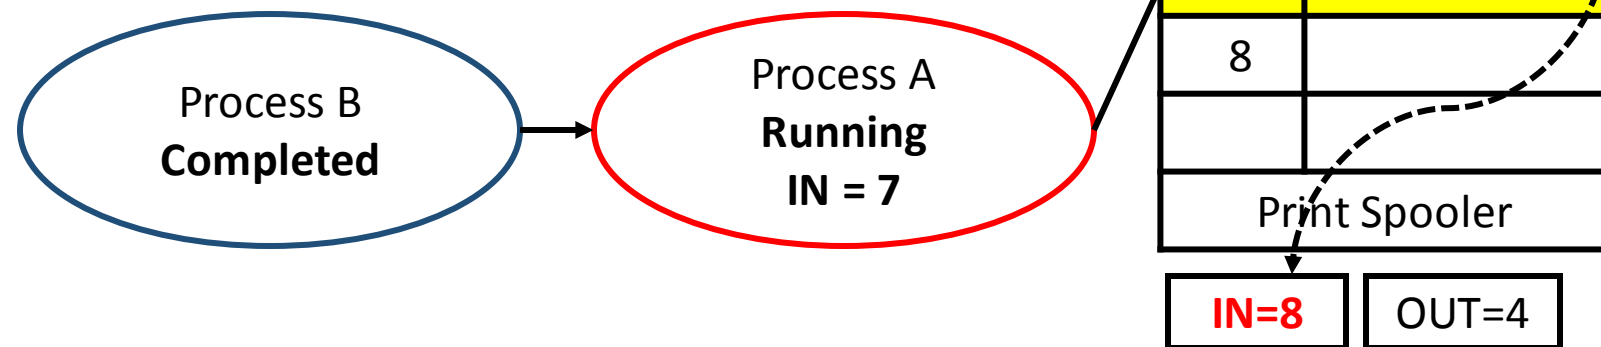 Process B
Completed
Process A
Running
IN = 7
8
Print Spooler
IN=8
OUT=4